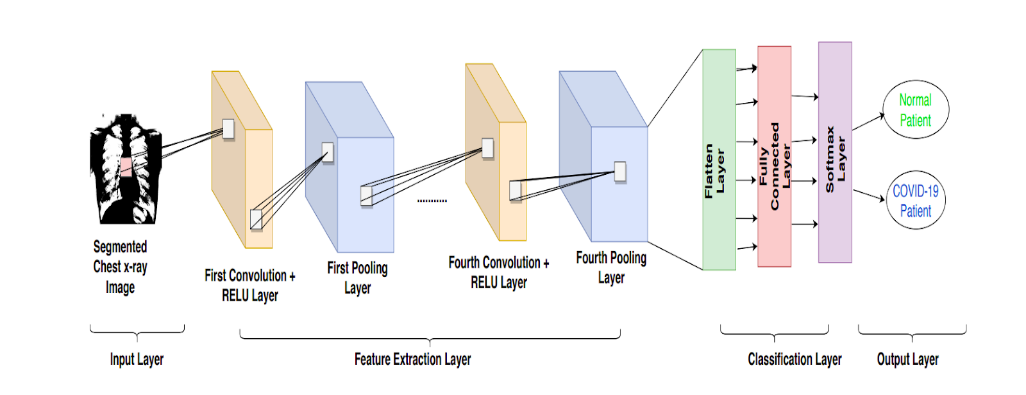 Segmented
Chest x-ray
Image
First Convolution +
RELU Layer
First Pooling
Layer
...........
Fourth Convolution +
RELU Layer
Fourth Pooling
Layer
Flatten
Layer
Fully
Connected
Layer
Softmax
Layer
Normal
Patient
COVID-19
Patient
Input Layer
Feature Extraction Layer
Classification Layer
Output Layer